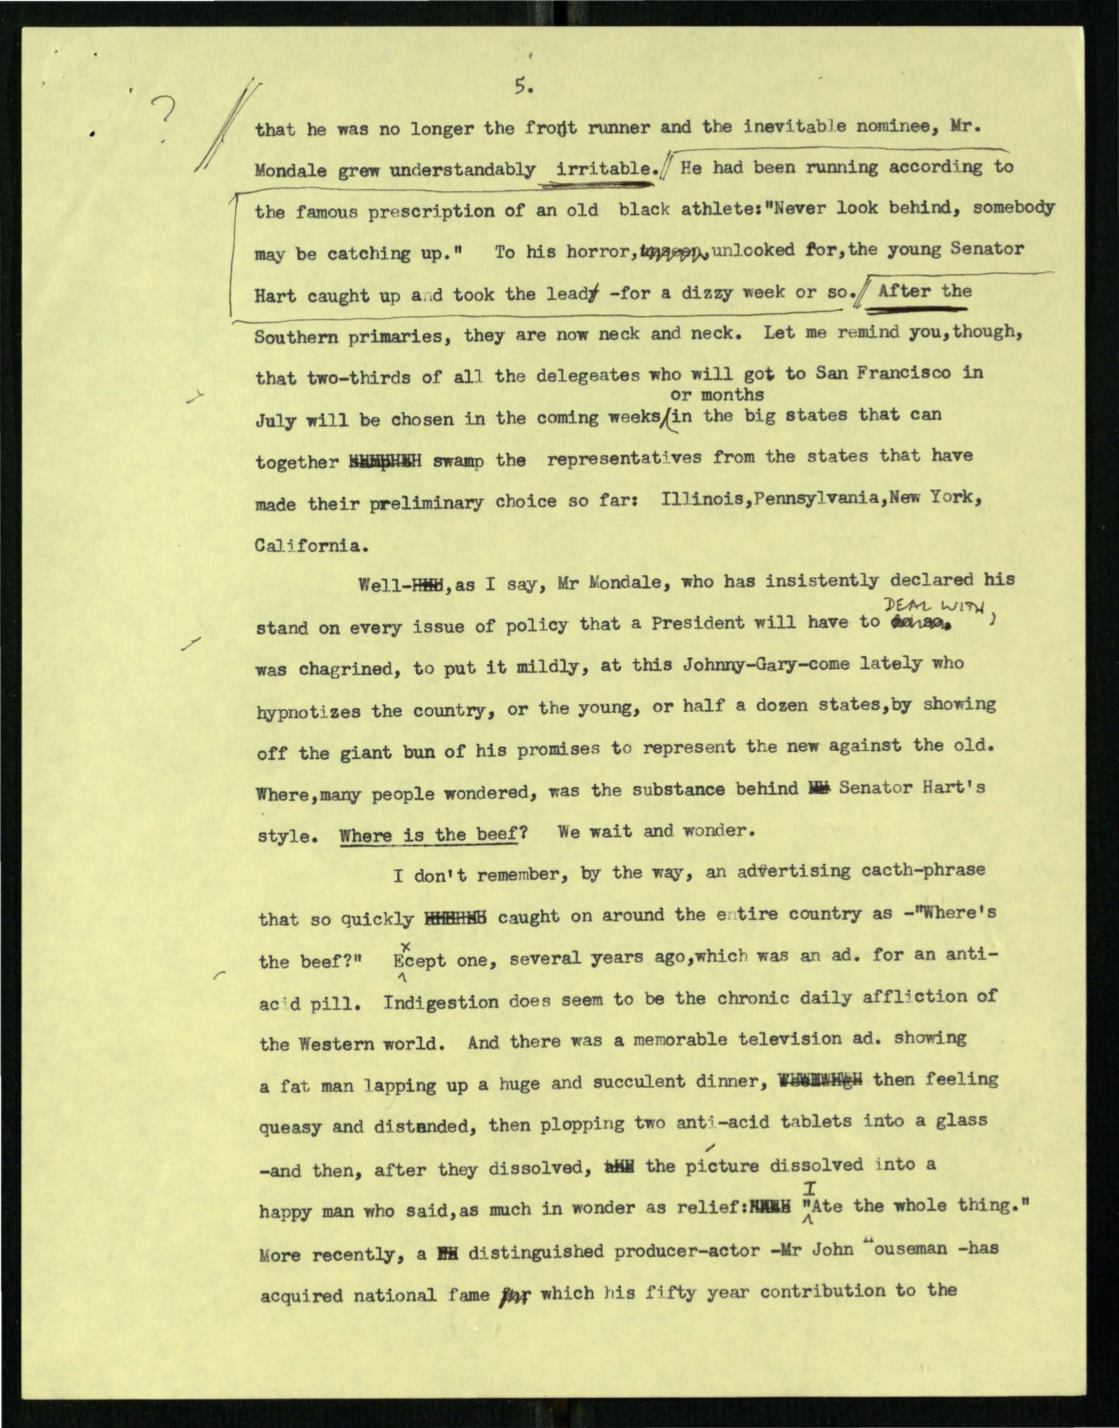 5.
?
that he was no longer the front runner and the inevitable nominee, Mr.
Mondale grew understandably irritable.// He had been running according to
the famous prescription of an old black athlete:"Never look behind, somebody
may be catching up." To his horror, unlooked for,the young Senator
Hart caught up and took the lead -for a dizzy week or so.// After the
Southern primaries, they are now neck and neck. Let me remind you,though,
that two-thirds of all the delegeates who will got to San Francisco in
or months
July will be chosen in the coming weeks/in the big states that can
together swamp the representatives from the states that have
made their preliminary choice so far: Illinois,Pennsylvania,New York,
California.
Well-,as I say, Mr Mondale, who has insistently declared his
DEAL WITH,
stand on every issue of policy that a President will have to
was chagrined, to put it mildly, at this Johnny-Gary-come lately who
hypnotizes the country, or the young, or half a dozen states,by showing
off the giant bun of his promises to represent the new against the old.
Where,many people wondered, was the substance behind Senator Hart's
style. Where is the beef? We wait and wonder.
I don't remember, by the way, an advertising cacth-phrase
that so quickly caught on around the entire country as -"Where's
the beef?" Except one, several years ago,which was an ad. for an anti-
acid pill. Indigestion does seem to be the chronic daily affliction of
the Western world. And there was a memorable television ad. showing
a fat man lapping up a huge and succulent dinner, then feeling
queasy and distended, then plopping two anti-acid tablets into a glass
-and then, after they dissolved, the picture dissolved into a
happy man who said,as much in wonder as relief: "I Ate the whole thing."
More recently, a distinguished producer-actor -Mr John "ouseman -has
acquired national fame for which his fifty year contribution to the